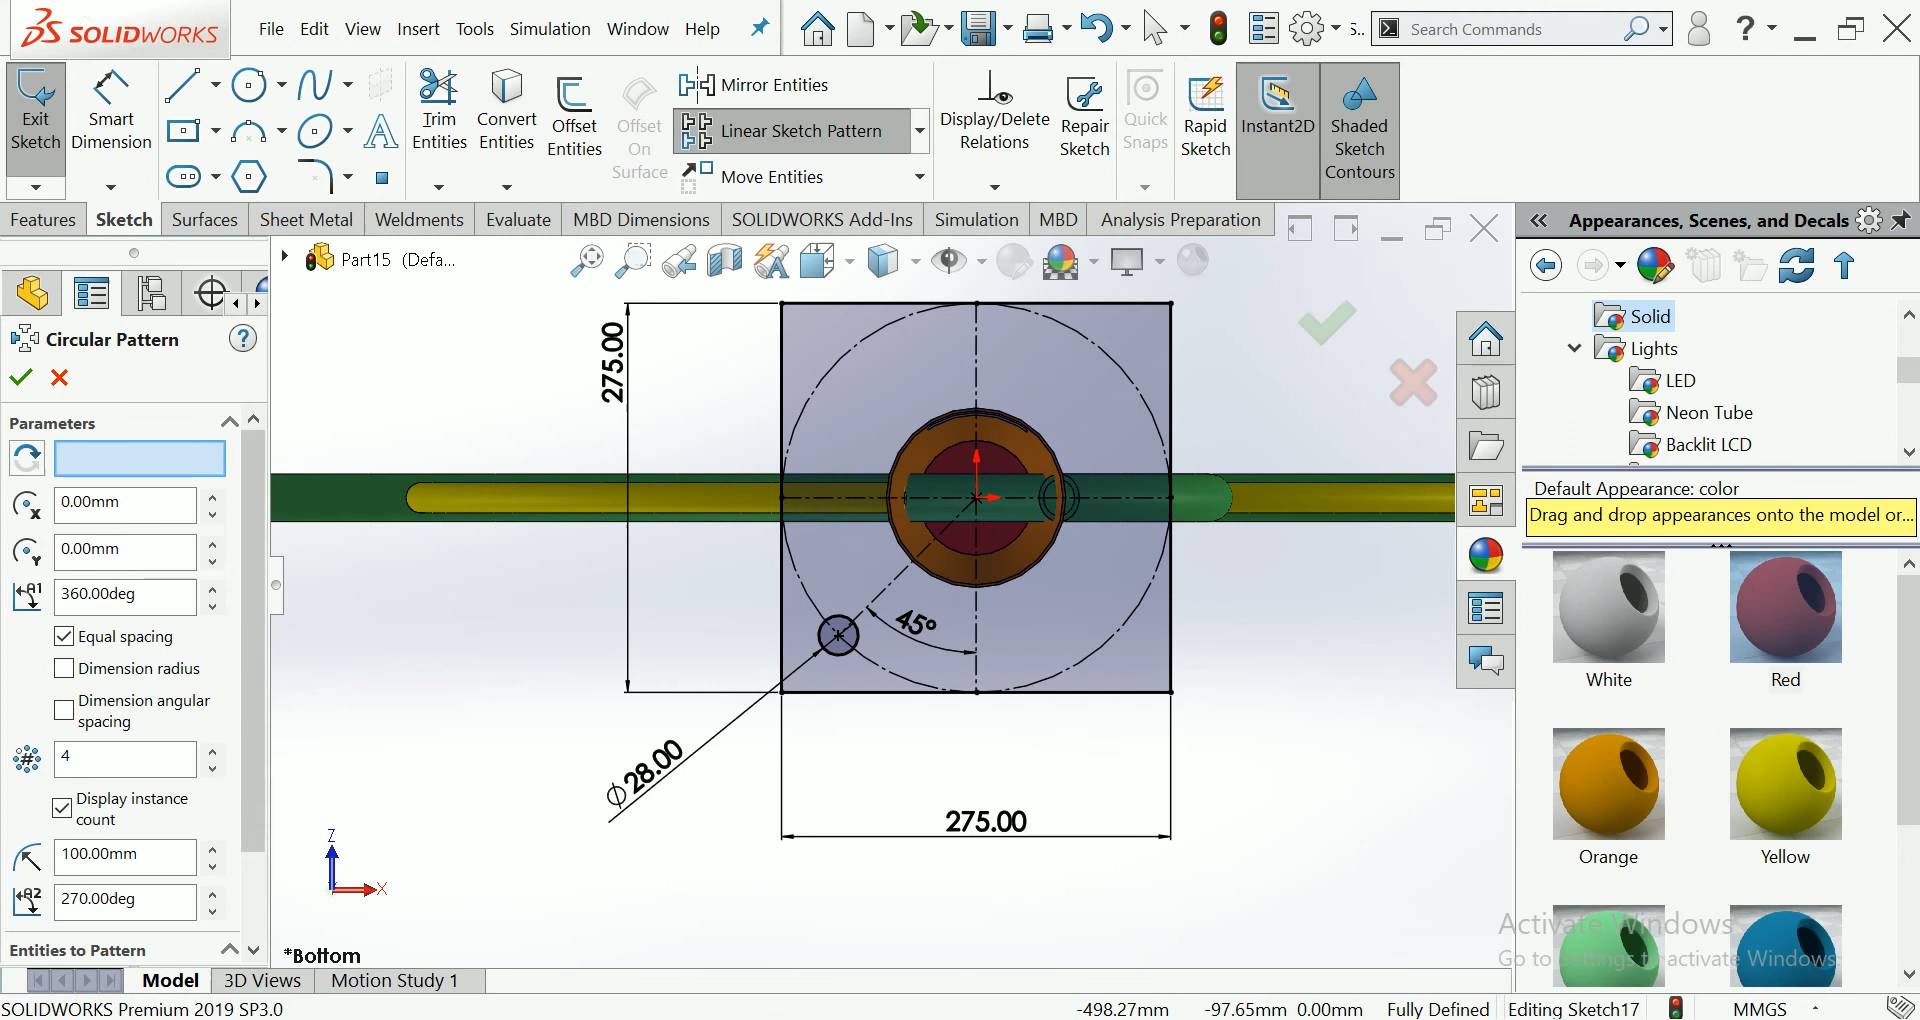 SOLIDWORKS
File Edit View Insert Tools Simulation Window Help
S.. Search Commands
Exit Sketch
Smart Dimension
Trim Entities
Convert Entities
Offset Entities
Offset On Surface
Mirror Entities
Linear Sketch Pattern
Move Entities
Display/Delete Relations
Repair Sketch
Quick Snaps
Rapid Sketch
Instant2D
Shaded Sketch Contours
Features Sketch Surfaces Sheet Metal Weldments Evaluate MBD Dimensions SOLIDWORKS Add-Ins Simulation MBD Analysis Preparation
Appearances, Scenes, and Decals
Part15 (Defa...
Circular Pattern
Parameters
0.00mm
0.00mm
360.00deg
Equal spacing
Dimension radius
Dimension angular
spacing
4
Display instance
count
100.00mm
270.00deg
Entities to Pattern
275.00
45°
Ø28.00
275.00
Z
X
*Bottom
Solid
Lights
LED
Neon Tube
Backlit LCD
Default Appearance: color
Drag and drop appearances onto the model or...
White
Red
Orange
Yellow
Activate Windows
Go to Settings to activate Windows.
Model 3D Views Motion Study 1
SOLIDWORKS Premium 2019 SP3.0
-498.27mm -97.65mm 0.00mm Fully Defined Editing Sketch17 MMGS